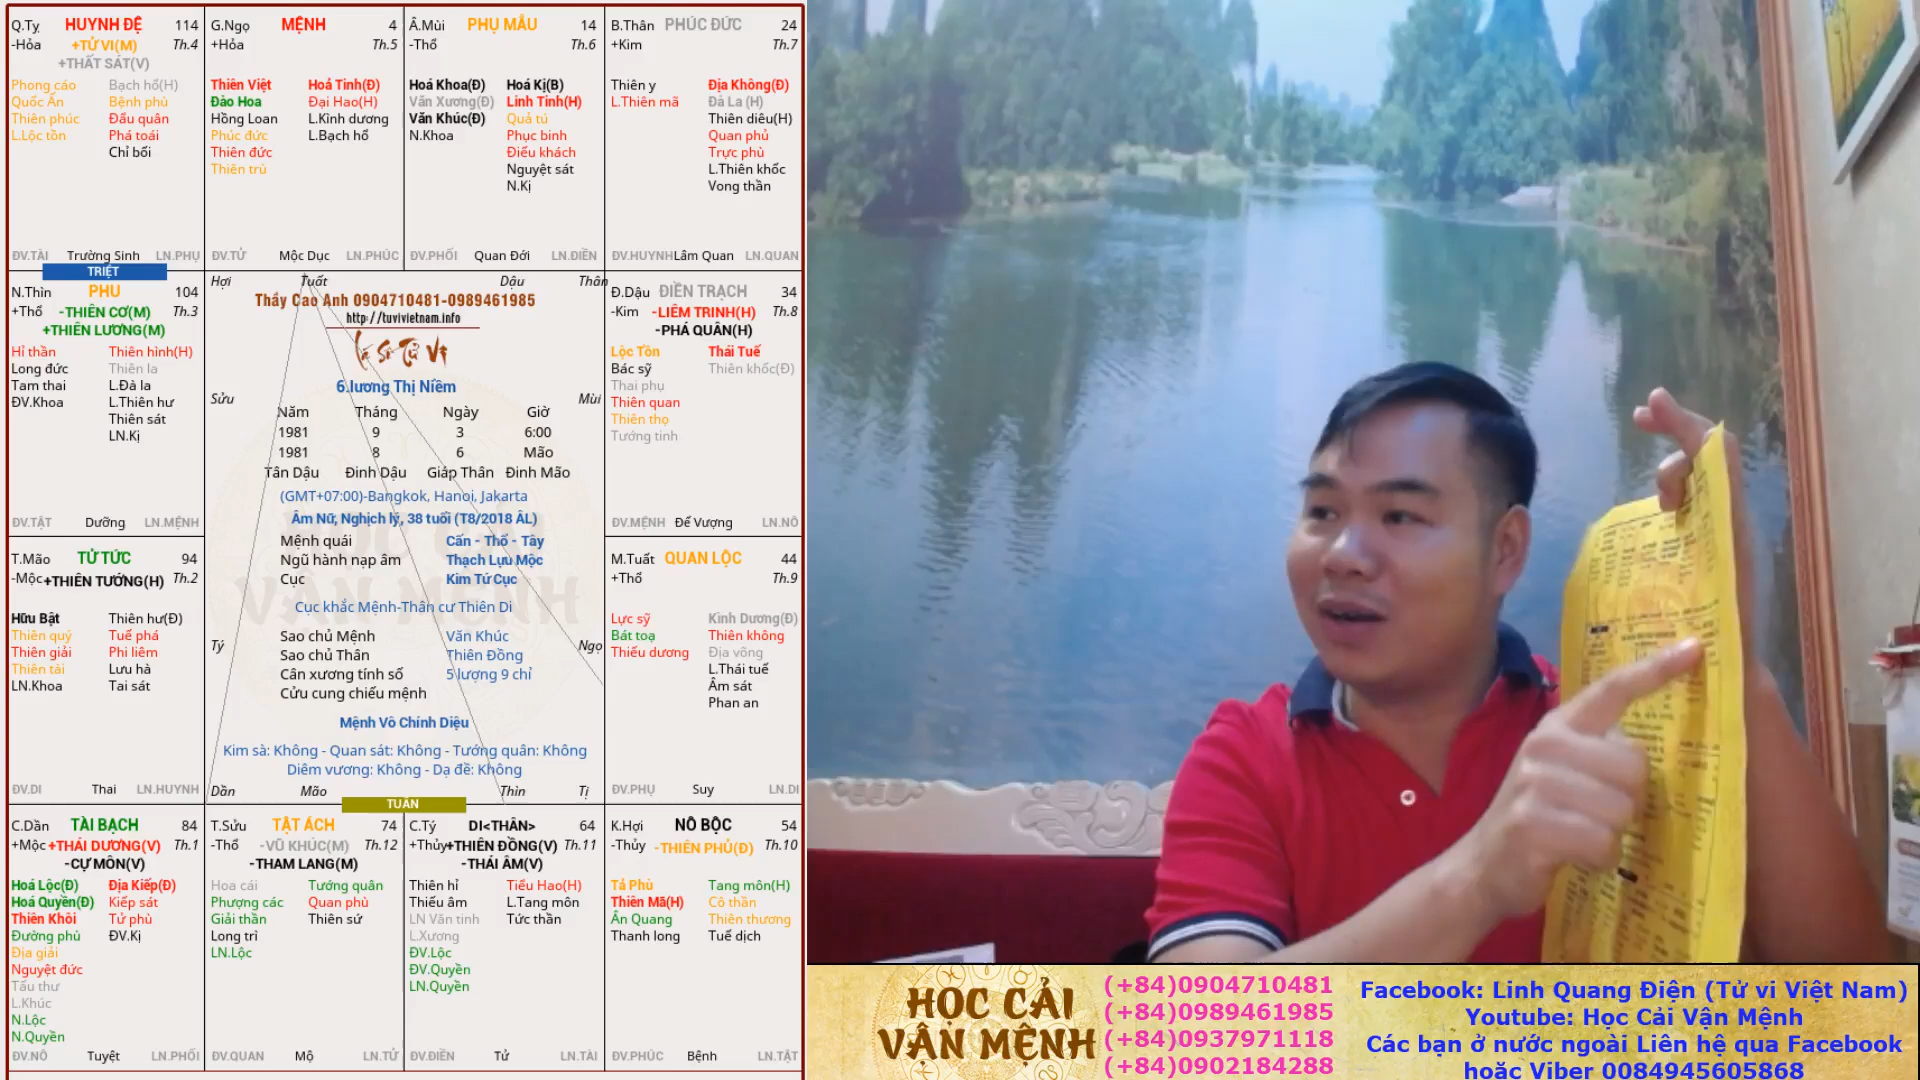 Q.Tỵ HUYNH ĐỆ 114
-Hỏa +TỬ VI(M) Th.4
+THẤT SÁT(V)
Phong cáo Bạch hổ(H)
Quốc Ấn Bệnh phù
Thiên phúc Đẩu quân
L.Lộc tồn Phá toái
Chỉ bối
ĐV.TÀI Trường Sinh LN.PHỤ
G.Ngọ MỆNH 4
+Hỏa Th.5
Thiên Việt Hoả Tinh(Đ)
Đào Hoa Đại Hao(H)
Hồng Loan L.Kình dương
Phúc đức L.Bạch hổ
Thiên đức
Thiên trù
ĐV.TỬ Mộc Dục LN.PHÚC
Â.Mùi PHỤ MẪU 14
-Thổ Th.6
Hoá Khoa(Đ) Hoá Kị(B)
Văn Xương(Đ) Linh Tinh(H)
Văn Khúc(Đ) Quả tú
N.Khoa Phục binh
Điếu khách
Nguyệt sát
N.Kị
ĐV.PHỐI Quan Đới LN.ĐIỀN
B.Thân PHÚC ĐỨC 24
+Kim Th.7
Thiên y Địa Không(Đ)
L.Thiên mã Đà La (H)
Thiên diêu(H)
Quan phủ
Trực phù
L.Thiên khốc
Vong thần
ĐV.HUYNH Lâm Quan LN.QUAN
TRIỆT
N.Thìn PHU 104
+Thổ -THIÊN CƠ(M) Th.3
+THIÊN LƯƠNG(M)
Hỉ thần Thiên hình(H)
Long đức Thiên la
Tam thai L.Đà la
ĐV.Khoa L.Thiên hư
Thiên sát
LN.Kị
ĐV.TẬT Dưỡng LN.MỆNH
Hợi Tuất Dậu Thân
Thầy Cao Anh 0904710481-0989461985
http://tuvivietnam.info
Lá Số Tử Vi
6.lương Thị Niềm
Sửu Mùi
Năm Tháng Ngày Giờ
1981 9 3 6:00
1981 8 6 Mão
Tân Dậu Đinh Dậu Giáp Thân Đinh Mão
(GMT+07:00)-Bangkok, Hanoi, Jakarta
Âm Nữ, Nghịch lý, 38 tuổi (T8/2018 ÂL)
Mệnh quái Cấn - Thổ - Tây
Ngũ hành nạp âm Thạch Lựu Mộc
Cục Kim Tứ Cục
Cục khắc Mệnh-Thân cư Thiên Di
Sao chủ Mệnh Văn Khúc
Tý Ngọ
Sao chủ Thân Thiên Đồng
Cân xương tính số 5 lượng 9 chỉ
Cửu cung chiếu mệnh
Mệnh Vô Chính Diệu
Kim sà: Không - Quan sát: Không - Tướng quân: Không
Diêm vương: Không - Dạ đề: Không
Dần Mão Thìn Tị
TUẦN
Đ.Dậu ĐIỀN TRẠCH 34
-Kim -LIÊM TRINH(H) Th.8
-PHÁ QUÂN(H)
Lộc Tồn Thái Tuế
Bác sỹ Thiên khốc(Đ)
Thai phụ
Thiên quan
Thiên thọ
Tướng tinh
ĐV.MỆNH Đế Vượng LN.NÔ
T.Mão TỬ TỨC 94
-Mộc +THIÊN TƯỚNG(H) Th.2
Hữu Bật Thiên hư(Đ)
Thiên quý Tuế phá
Thiên giải Phi liêm
Thiên tài Lưu hà
LN.Khoa Tai sát
ĐV.DI Thai LN.HUYNH
M.Tuất QUAN LỘC 44
+Thổ Th.9
Lực sỹ Kình Dương(Đ)
Bát toạ Thiên không
Thiếu dương Địa võng
L.Thái tuế
Âm sát
Phan an
ĐV.PHỤ Suy LN.DI
C.Dần TÀI BẠCH 84
+Mộc +THÁI DƯƠNG(V) Th.1
-CỰ MÔN(V)
Hoá Lộc(Đ) Địa Kiếp(Đ)
Hoá Quyền(Đ) Kiếp sát
Thiên Khôi Tử phù
Đường phù ĐV.Kị
Địa giải
Nguyệt đức
Tấu thư
L.Khúc
N.Lộc
N.Quyền
ĐV.NÔ Tuyệt LN.PHỐI
T.Sửu TẬT ÁCH 74
-Thổ -VŨ KHÚC(M) Th.12
-THAM LANG(M)
Hoa cái Tướng quân
Phượng các Quan phù
Giải thần Thiên sứ
Long trì
LN.Lộc
ĐV.QUAN Mộ LN.TỬ
C.Tý DI<THÂN> 64
+Thủy +THIÊN ĐỒNG(V) Th.11
-THÁI ÂM(V)
Thiên hỉ Tiểu Hao(H)
Thiếu âm L.Tang môn
LN Văn tinh Tức thần
L.Xương
ĐV.Lộc
ĐV.Quyền
LN.Quyền
ĐV.ĐIỀN Tử LN.TÀI
K.Hợi NÔ BỘC 54
-Thủy -THIÊN PHỦ(Đ) Th.10
Tả Phù Tang môn(H)
Thiên Mã(H) Cô thần
Ân Quang Thiên thương
Thanh long Tuế dịch
ĐV.PHÚC Bệnh LN.TẬT
HỌC CẢI
VẬN MỆNH
(+84)0904710481
(+84)0989461985
(+84)0937971118
(+84)0902184288
Facebook: Linh Quang Điện (Tử vi Việt Nam)
Youtube: Học Cải Vận Mệnh
Các bạn ở nước ngoài Liên hệ qua Facebook
hoặc Viber 0084945605868